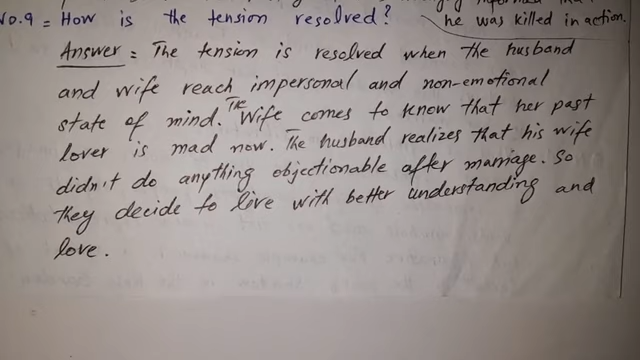 informed that
No.9 = How is the tension resolved? he was killed in action.
Answer = The tension is resolved when the husband
and wife reach impersonal and non-emotional
state of mind. The Wife comes to know that her past
lover is mad now. The husband realizes that his wife
didn't do anything objectionable after marriage. So
they decide to live with better understanding and
love.